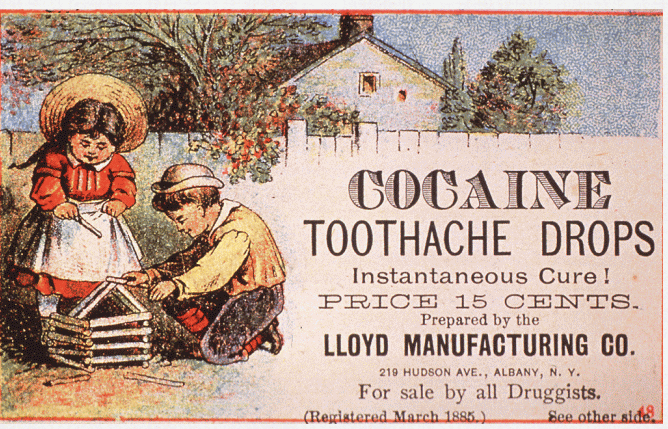 COCAINE
TOOTHACHE DROPS
Instantaneous Cure!
PRICE 15 CENTS.
Prepared by the
LLOYD MANUFACTURING CO.
219 HUDSON AVE., ALBANY, N. Y.
For sale by all Druggists.
(Registered March 1885.) See other side.
18